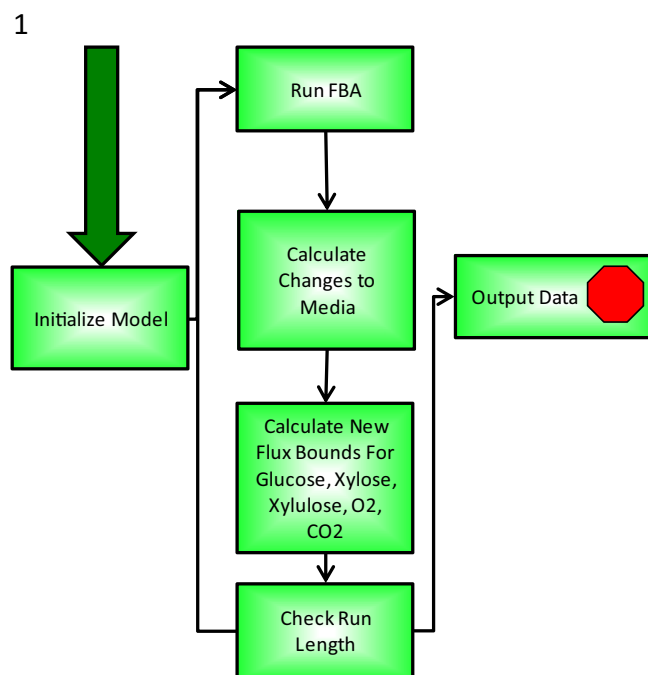 1
Run FBA
Calculate
Changes to
Media
Initialize Model
Output Data
Calculate New
Flux Bounds For
Glucose, Xylose,
Xylulose, O2,
CO2
Check Run
Length